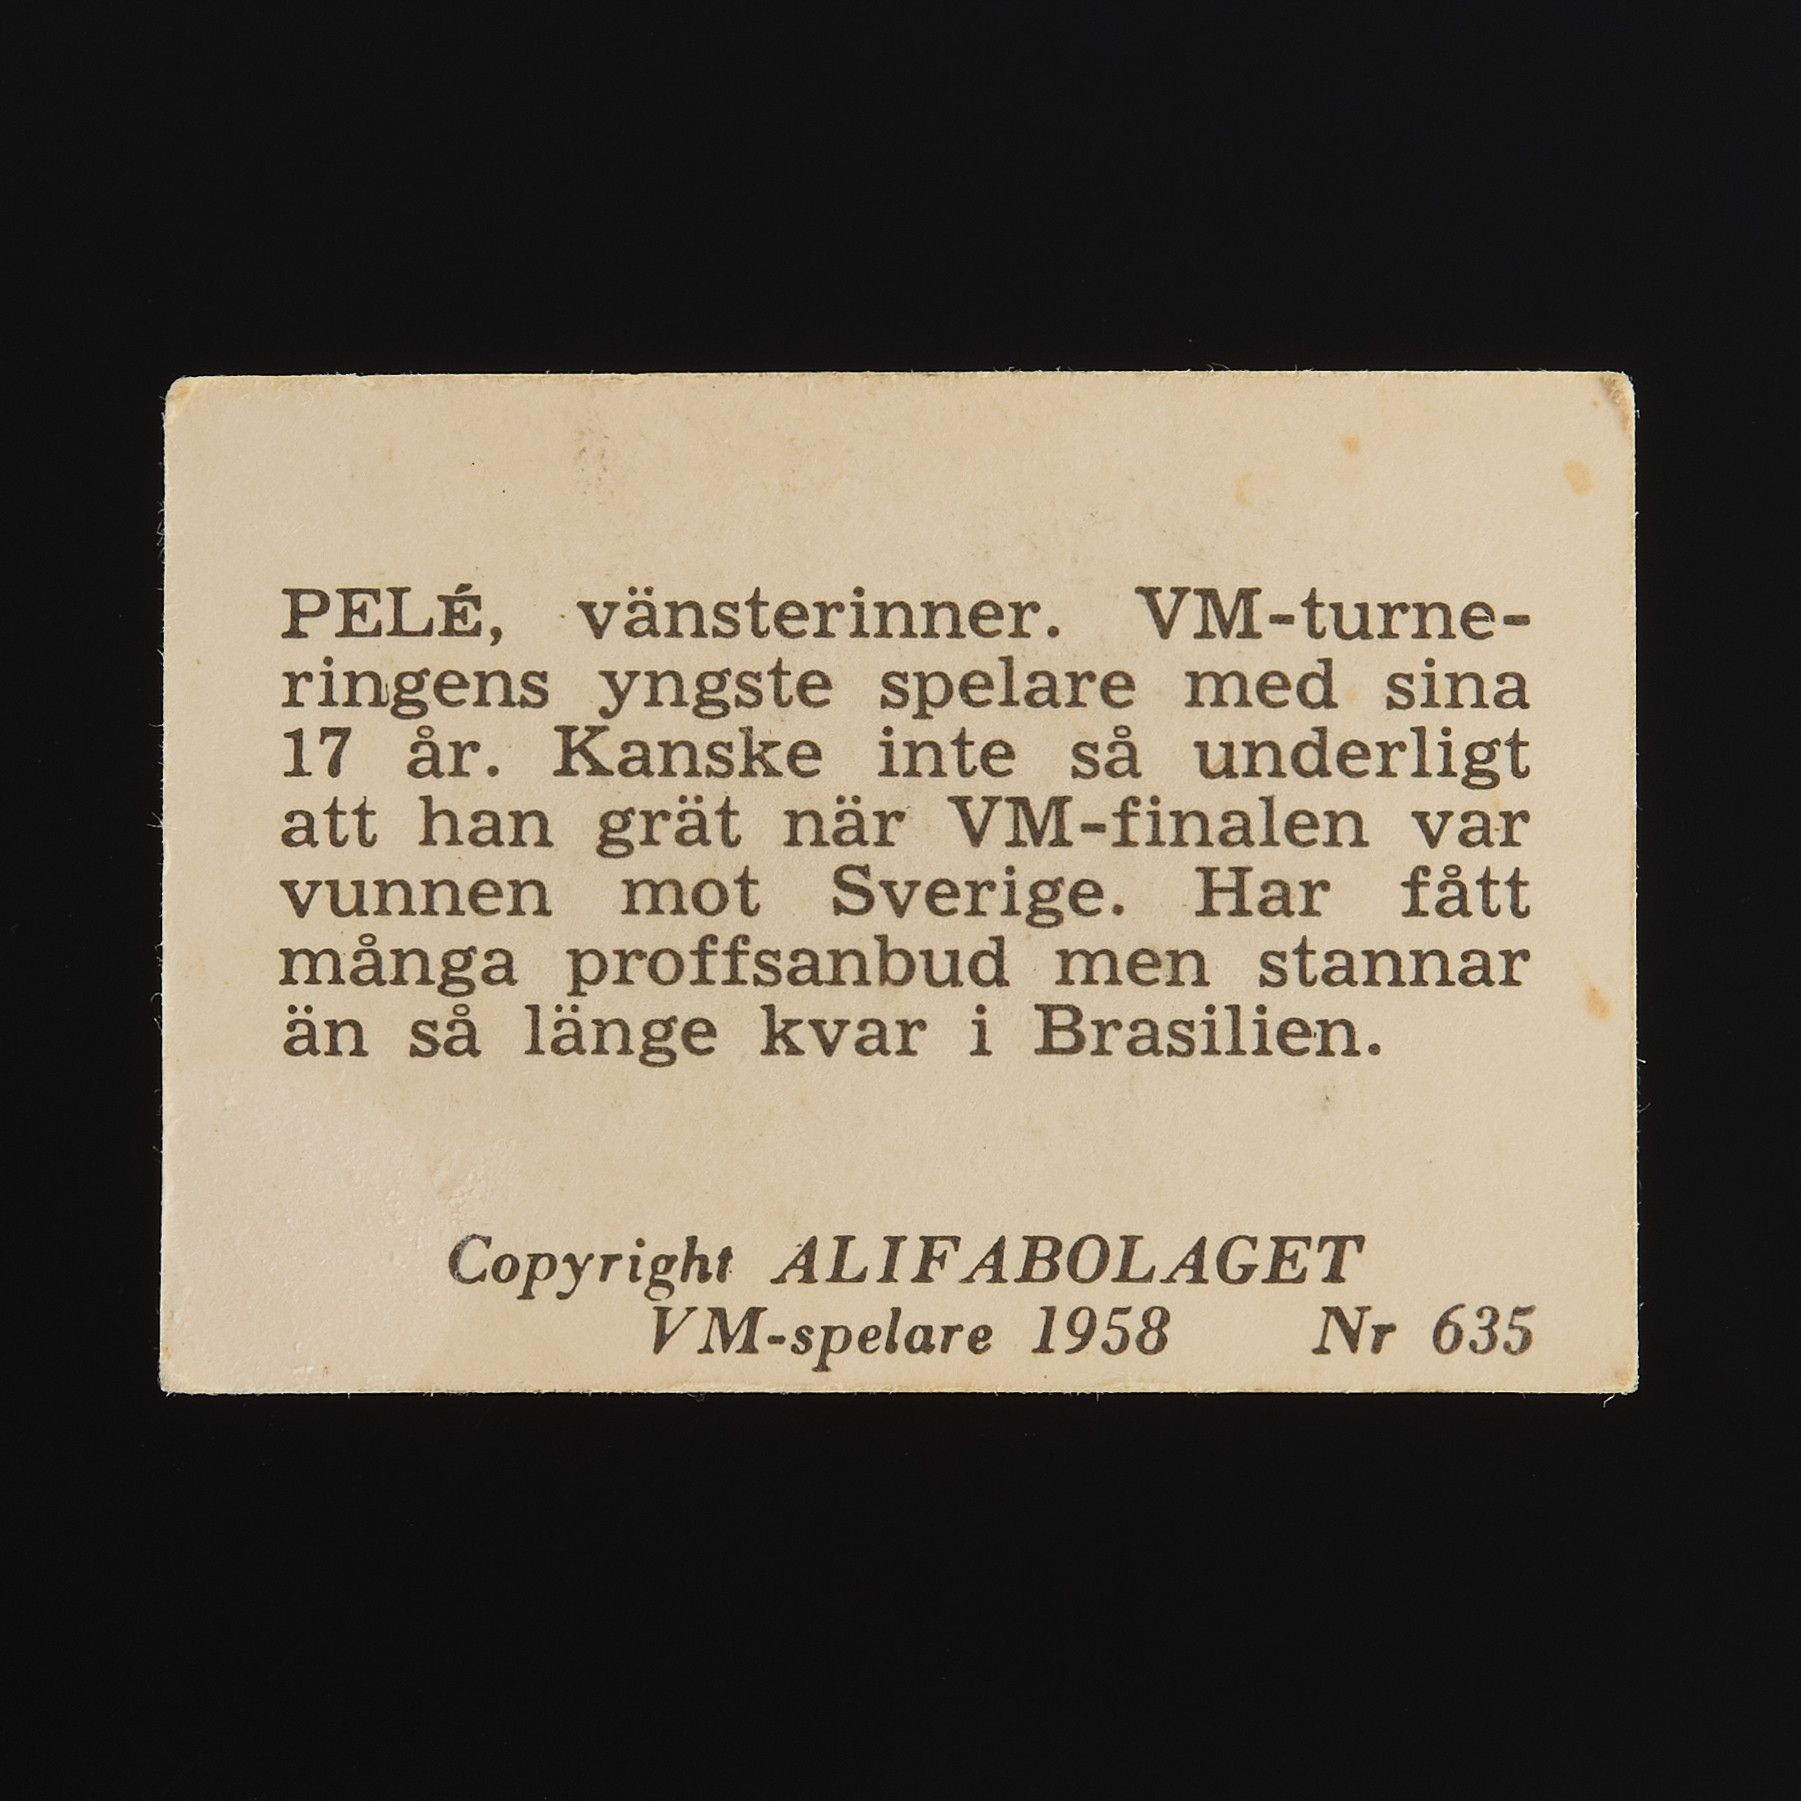 PELÉ, vänsterinner. VM-turne-
ringens yngste spelare med sina
17 år. Kanske inte så underligt
att han grät när VM-finalen var
vunnen mot Sverige. Har fått
många proffsanbud men stannar
än så länge kvar i Brasilien.
Copyright ALIFABOLAGET
VM-spelare 1958 Nr 635